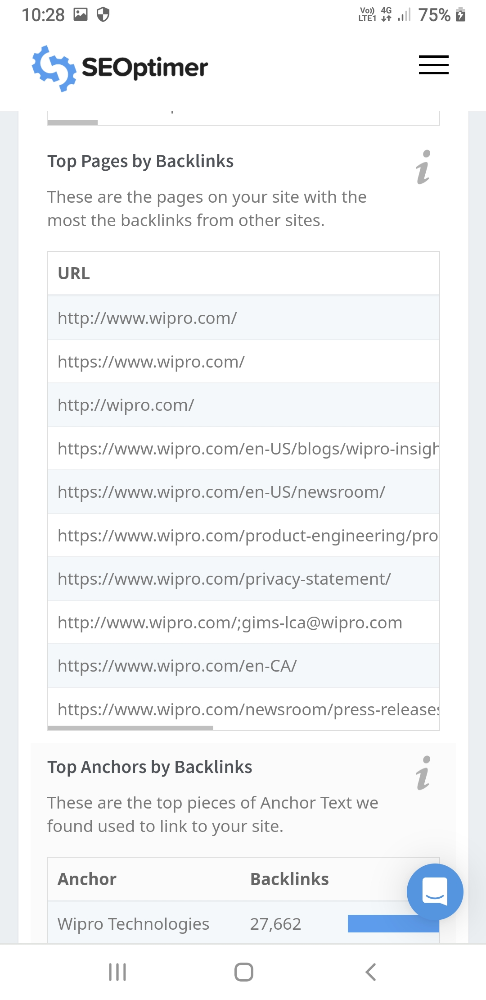 10:28
Vo)) LTE1 4G 75%
SEOptimer
Top Pages by Backlinks
These are the pages on your site with the
most the backlinks from other sites.
URL
http://www.wipro.com/
https://www.wipro.com/
http://wipro.com/
https://www.wipro.com/en-US/blogs/wipro-insigh
https://www.wipro.com/en-US/newsroom/
https://www.wipro.com/product-engineering/pro
https://www.wipro.com/privacy-statement/
http://www.wipro.com/;gims-lca@wipro.com
https://www.wipro.com/en-CA/
https://www.wipro.com/newsroom/press-releases
Top Anchors by Backlinks
These are the top pieces of Anchor Text we
found used to link to your site.
Anchor Backlinks
Wipro Technologies 27,662